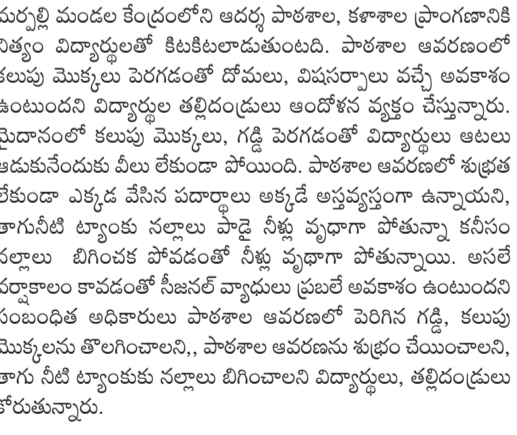 మర్పల్లి మండల కేంద్రంలోని ఆదర్శ పాఠశాల, కళాశాల ప్రాంగణానికి
నిత్యం విద్యార్థులతో కిటకిటలాడుతుంటది. పాఠశాల ఆవరణంలో
కలుపు మొక్కలు పెరగడంతో దోమలు, విషసర్పాలు వచ్చే అవకాశం
ఉంటుందని విద్యార్థుల తల్లిదండ్రులు ఆందోళన వ్యక్తం చేస్తున్నారు.
మైదానంలో కలుపు మొక్కలు, గడ్డి పెరగడంతో విద్యార్థులు ఆటలు
ఆడుకునేందుకు వీలు లేకుండా పోయింది. పాఠశాల ఆవరణలో శుభ్రత
లేకుండా ఎక్కడ వేసిన పదార్థాలు అక్కడే అస్తవ్యస్తంగా ఉన్నాయని,
తాగునీటి ట్యాంకు నల్లాలు పాడై నీళ్లు వృధాగా పోతున్నా కనీసం
నల్లాలు బిగించక పోవడంతో నీళ్లు వృథాగా పోతున్నాయి. అసలే
వర్షాకాలం కావడంతో సీజనల్ వ్యాధులు ప్రబలే అవకాశం ఉంటుందని
సంబంధిత అధికారులు పాఠశాల ఆవరణలో పెరిగిన గడ్డి, కలుపు
మొక్కలను తొలగించాలని,, పాఠశాల ఆవరణను శుభ్రం చేయించాలని,
తాగు నీటి ట్యాంకుకు నల్లాలు బిగించాలని విద్యార్థులు, తల్లిదండ్రులు
కోరుతున్నారు.